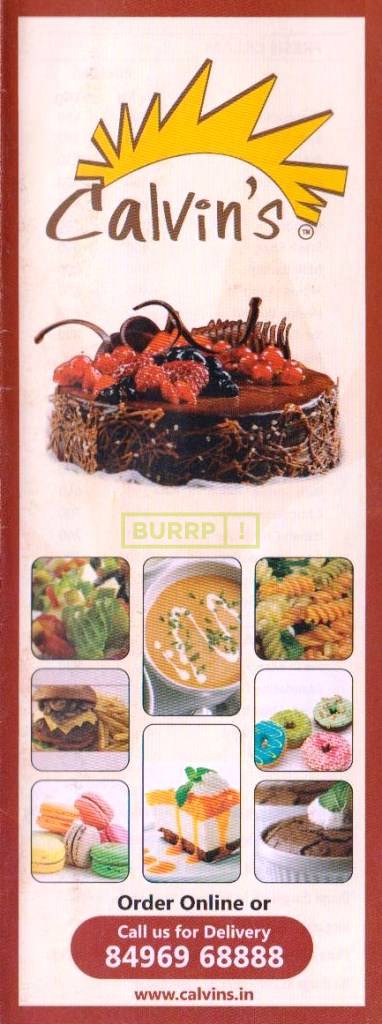 Calvin's
TM
BURRP !
Order Online or
Call us for Delivery
84969 68888
www.calvins.in